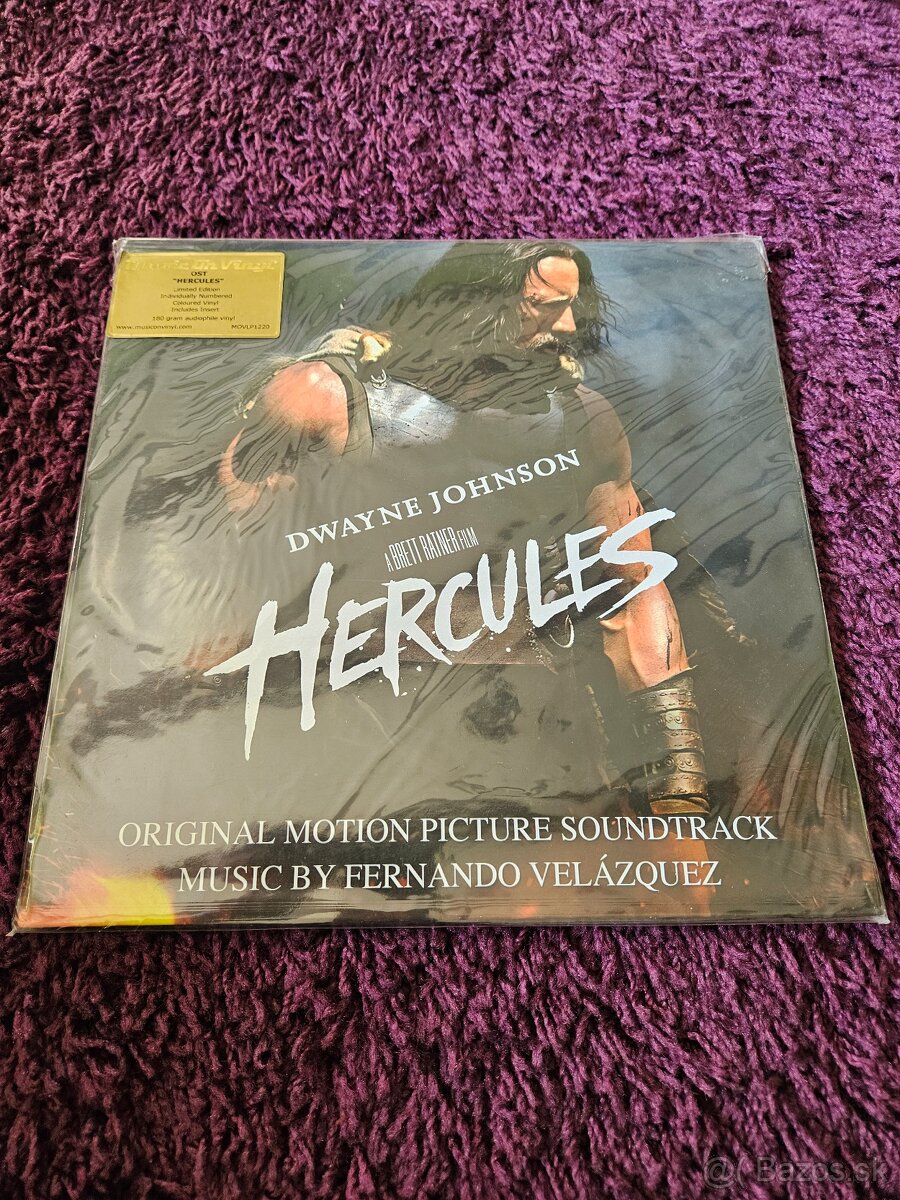 Music On Vinyl
OST
"HERCULES"
Limited Edition
Individually Numbered
Coloured Vinyl
Includes Insert
180 gram audiophile vinyl
www.musiconvinyl.com MOVLP1220
DWAYNE JOHNSON
A BRETT RATNER FILM
HERCULES
ORIGINAL MOTION PICTURE SOUNDTRACK
MUSIC BY FERNANDO VELÁZQUEZ
@( Bazos.sk